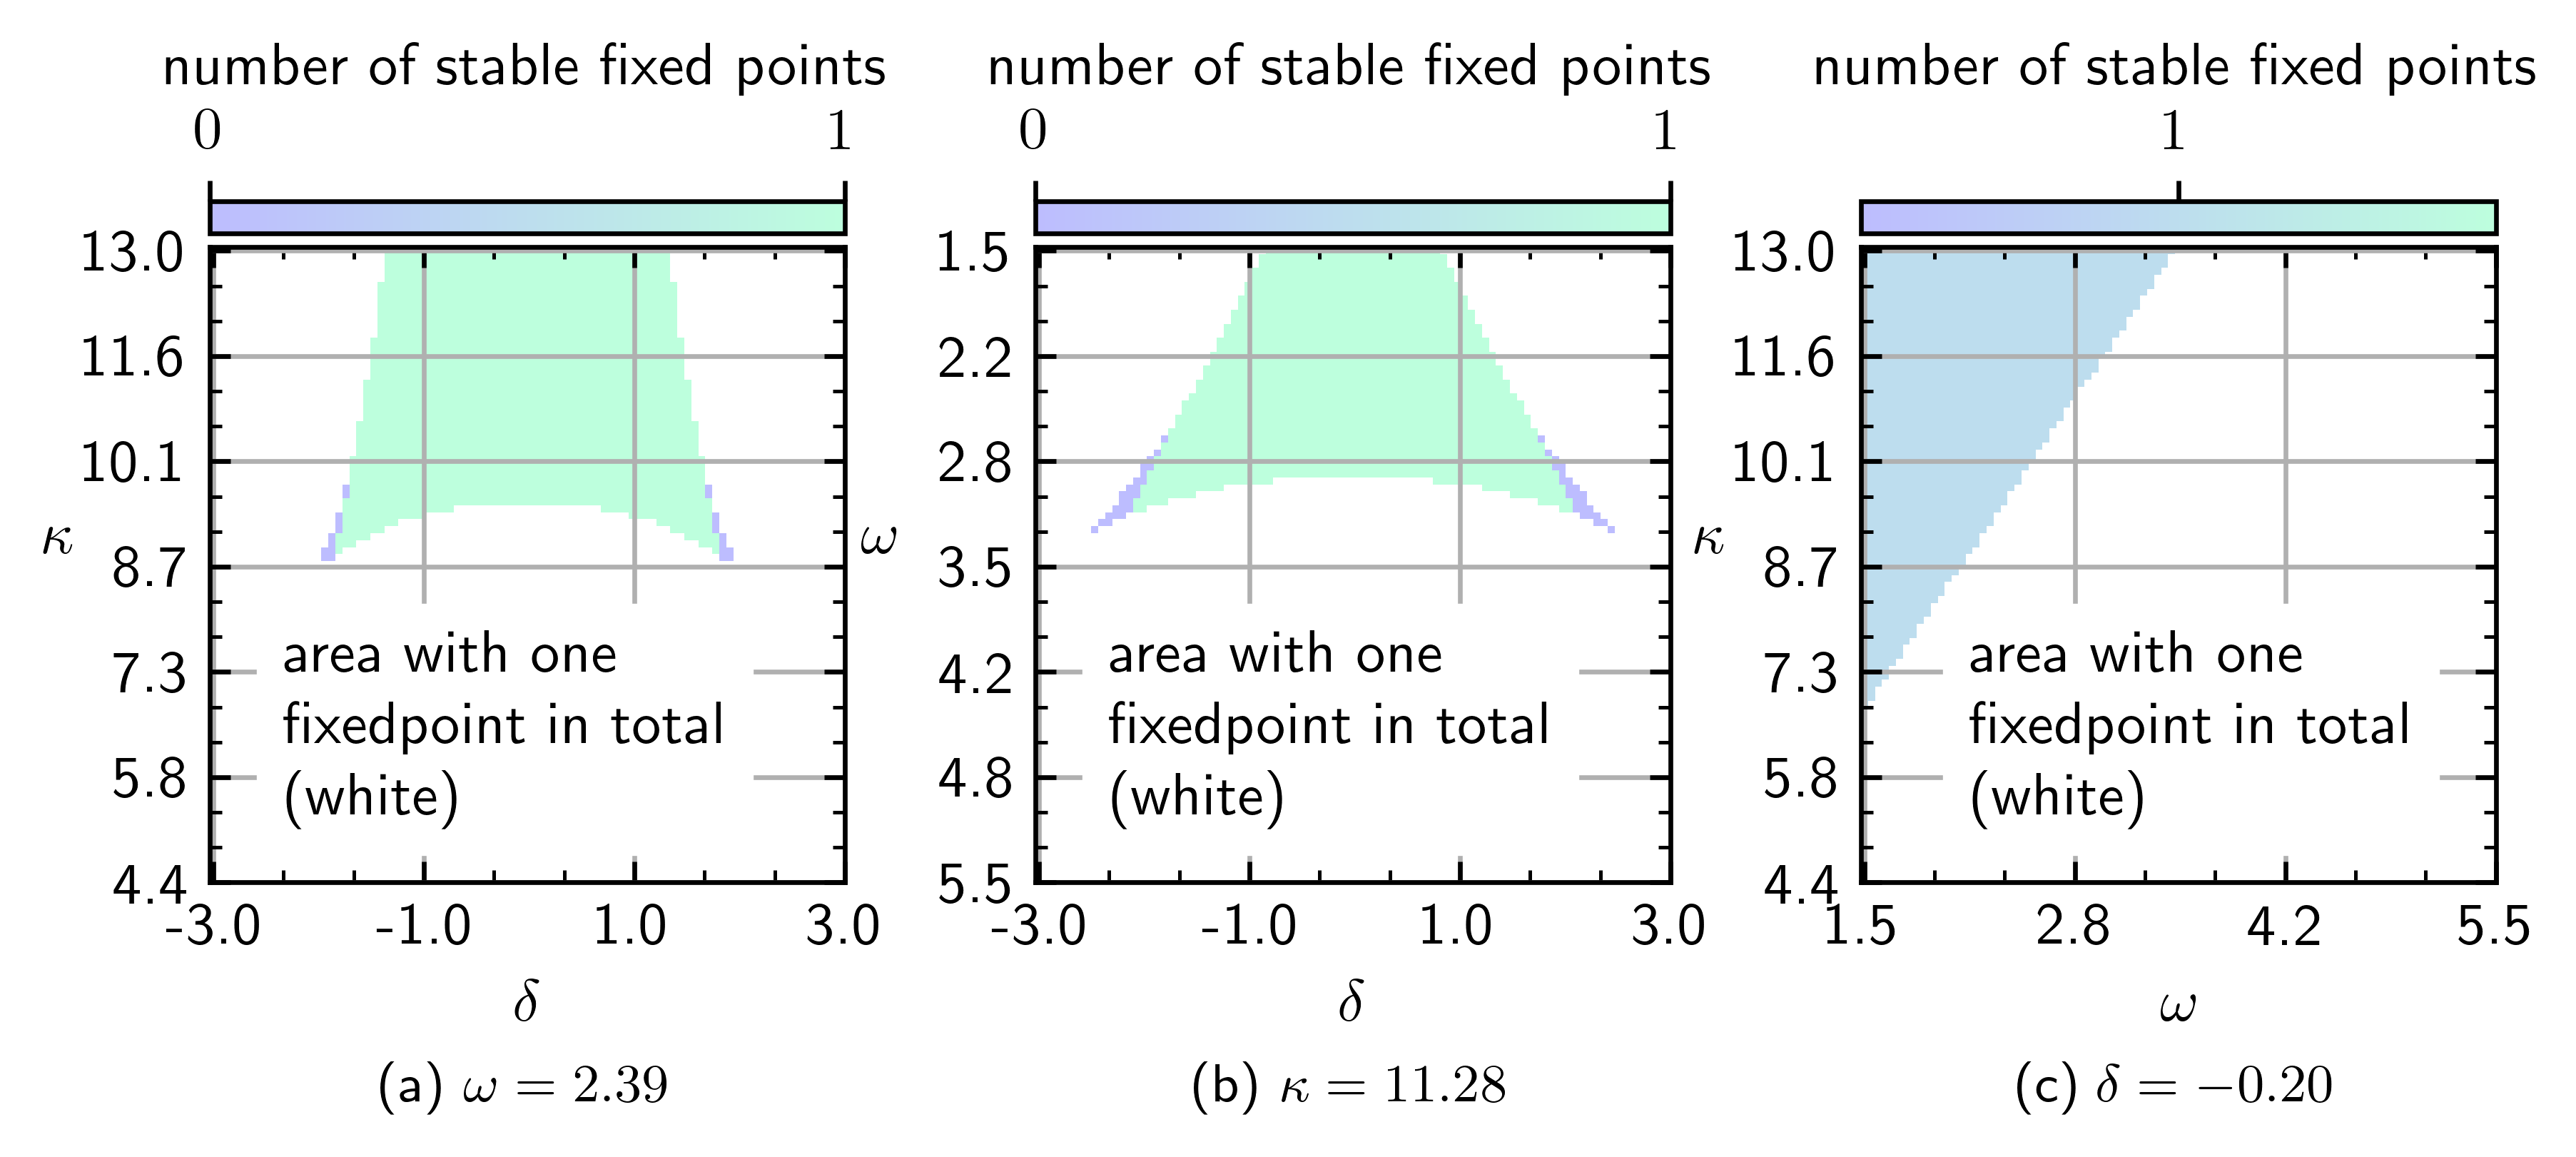 number of stable fixed points
0 1
13.0
11.6
10.1
8.7
7.3
5.8
4.4
κ
area with one
fixedpoint in total
(white)
-3.0 -1.0 1.0 3.0
δ
(a) ω = 2.39
number of stable fixed points
0 1
1.5
2.2
2.8
3.5
4.2
4.8
5.5
ω
area with one
fixedpoint in total
(white)
-3.0 -1.0 1.0 3.0
δ
(b) κ = 11.28
number of stable fixed points
1
13.0
11.6
10.1
8.7
7.3
5.8
4.4
κ
area with one
fixedpoint in total
(white)
1.5 2.8 4.2 5.5
ω
(c) δ = −0.20